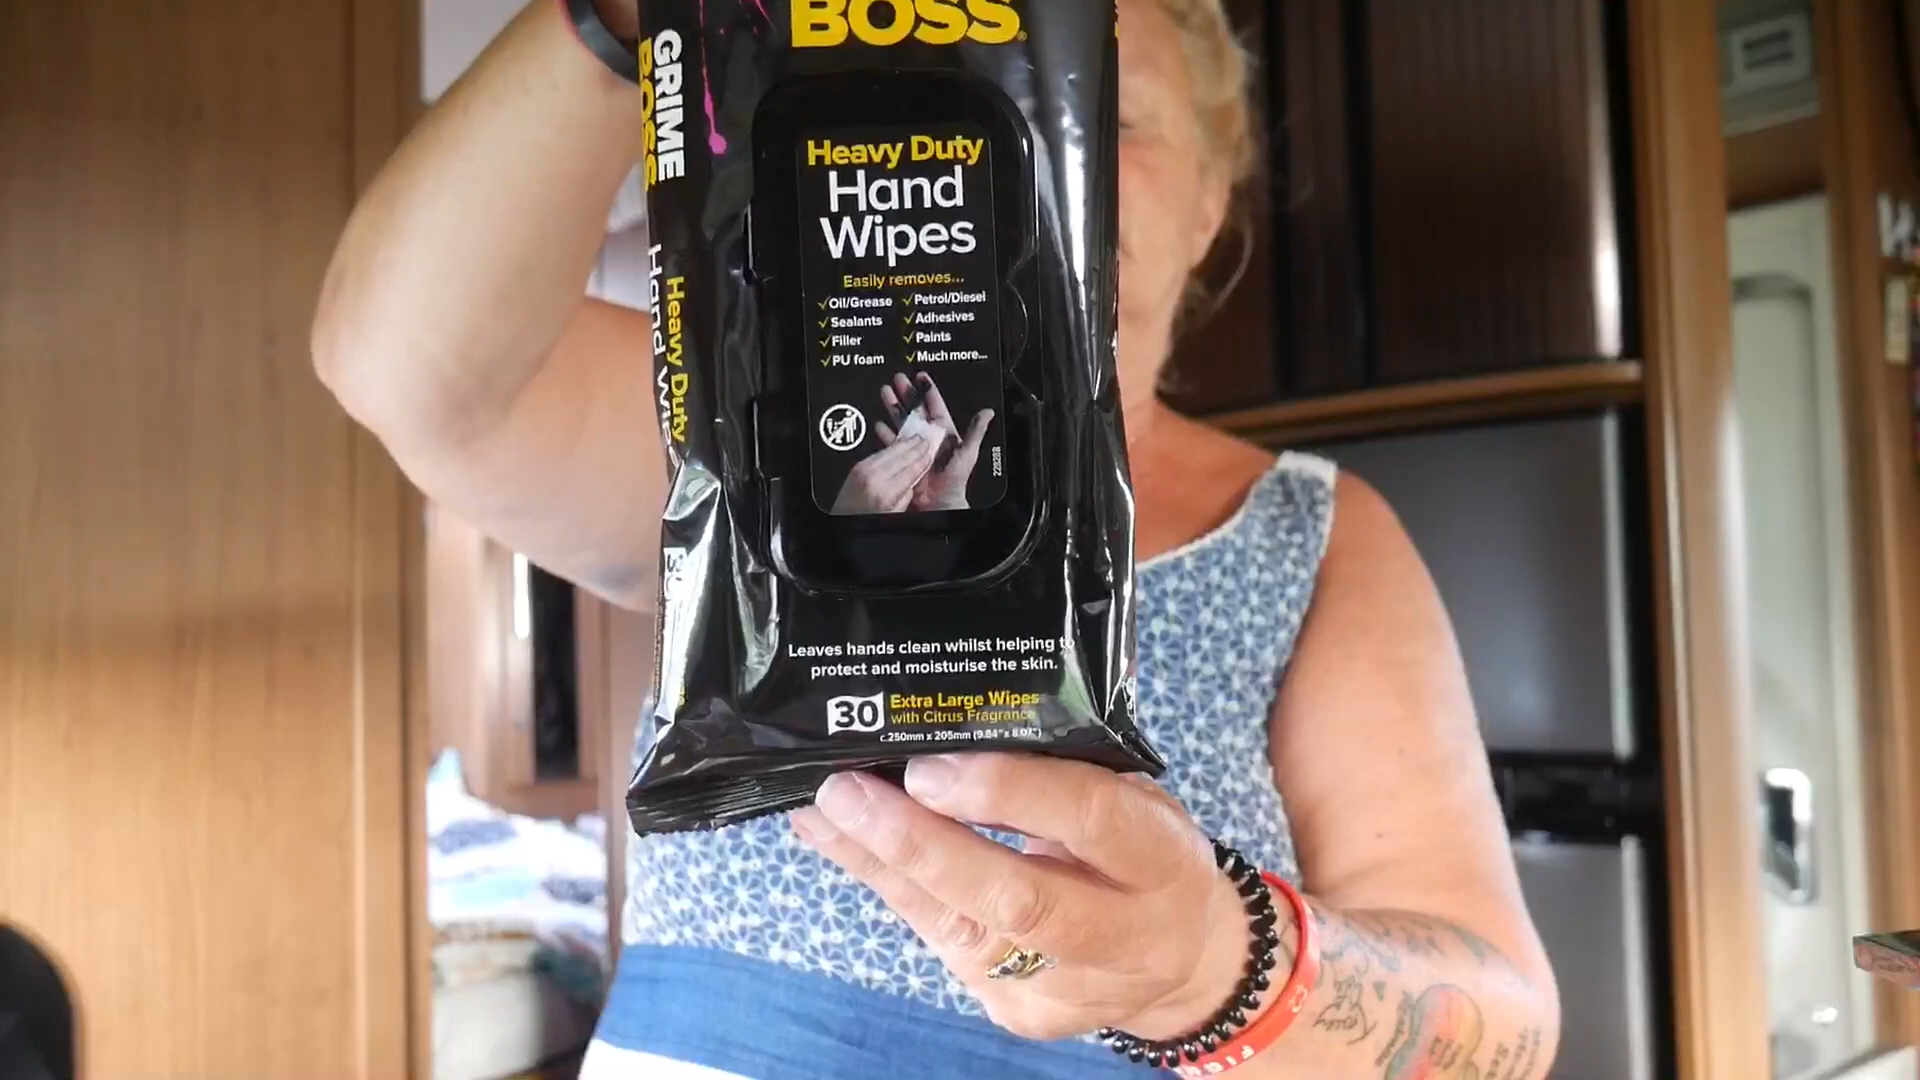 BOSS
GRIME
BOSS
Heavy Duty
Hand Wipes
Heavy Duty
Hand
Wipes
Easily removes...
✓Oil/Grease ✓Petrol/Diesel
✓Sealants ✓Adhesives
✓Filler ✓Paints
✓PU foam ✓Much more...
22828B
Leaves hands clean whilst helping to
protect and moisturise the skin.
30 Extra Large Wipes
with Citrus Fragrance
c.250mm x 205mm (9.84" x 8.07")